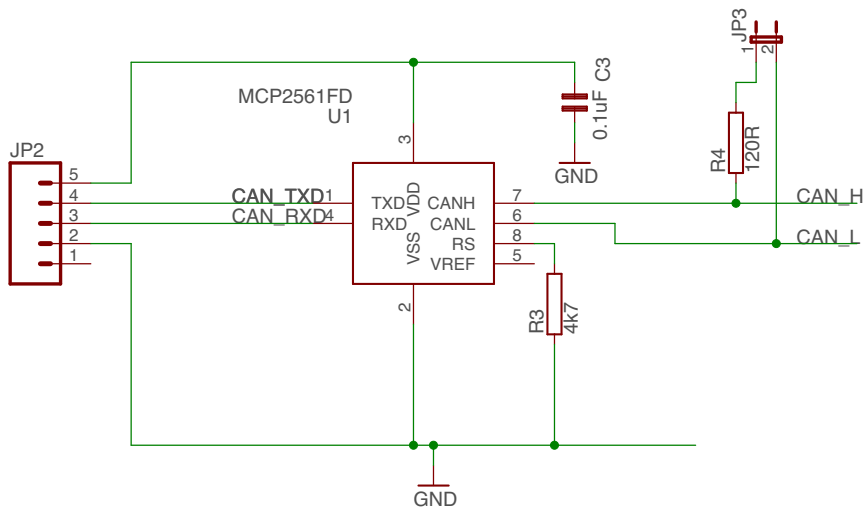 JP3
1
2
C3
0.1uF
MCP2561FD
U1
3
R4
120R
JP2
GND
5
4
3
2
1
CAN_TXD
1
CAN_RXD
4
TXD
RXD
VDD
VSS
CANH
CANL
RS
VREF
7
6
8
5
CAN_H
CAN_L
2
R3
4k7
GND